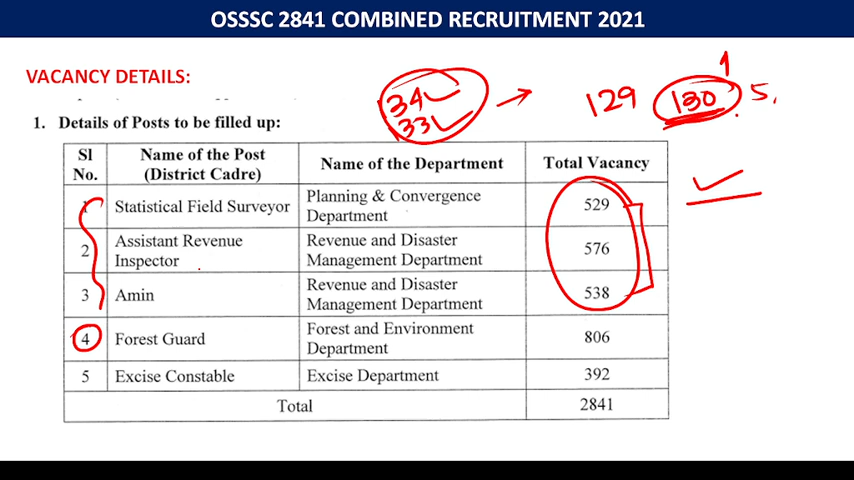 OSSSC 2841 COMBINED RECRUITMENT 2021
VACANCY DETAILS:
34
33
129 130 5,
1. Details of Posts to be filled up:
Sl No. Name of the Post (District Cadre) Name of the Department Total Vacancy
1 Statistical Field Surveyor Planning & Convergence Department 529
2 Assistant Revenue Inspector Revenue and Disaster Management Department 576
3 Amin Revenue and Disaster Management Department 538
4 Forest Guard Forest and Environment Department 806
5 Excise Constable Excise Department 392
Total 2841